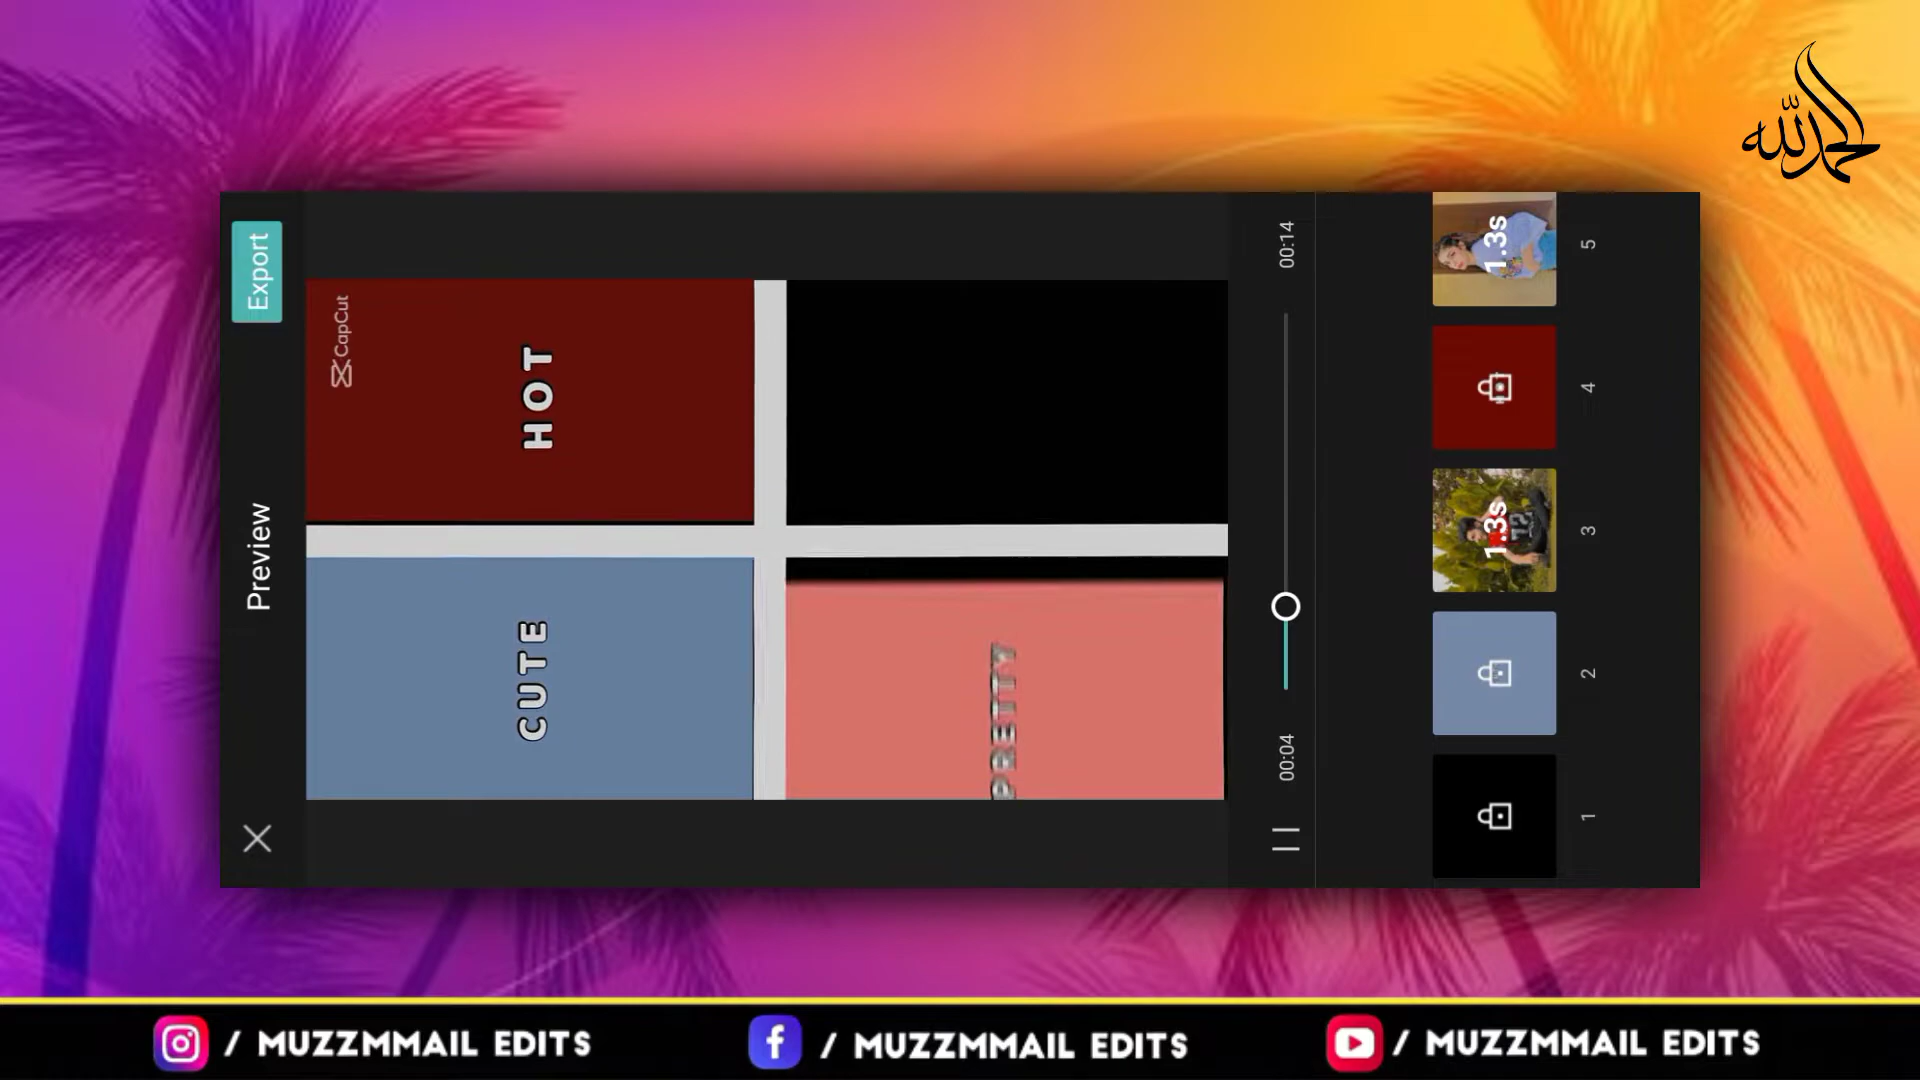 الحمد لله
Preview
Export
CapCut
CUTE
HOT
PRETTY
00:04
00:14
1.3s
1.3s
1
2
3
4
5
12
/ MUZZMMAIL EDITS
/ MUZZMMAIL EDITS
/ MUZZMMAIL EDITS